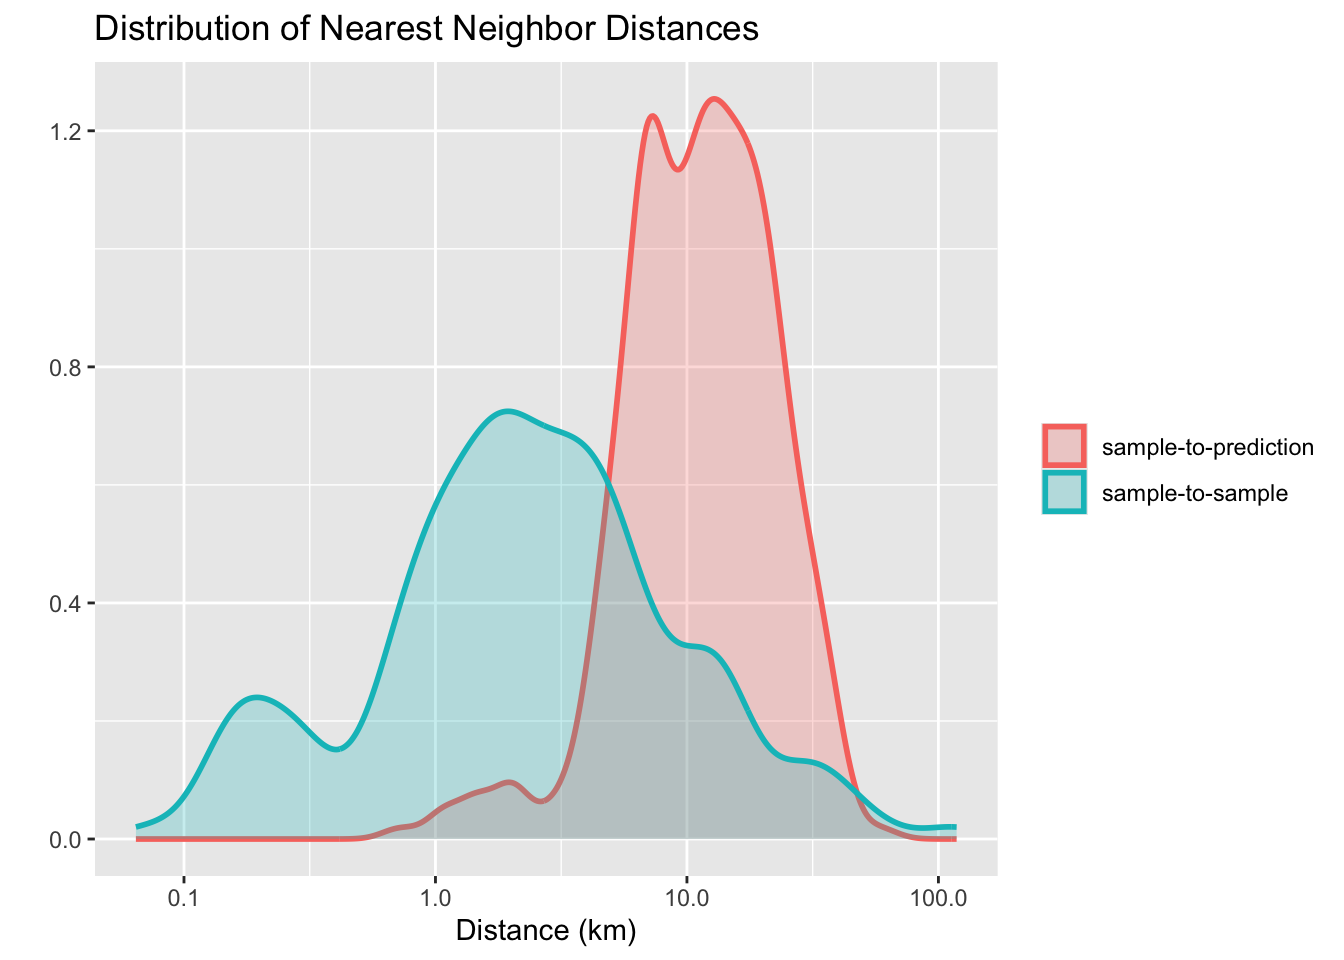 Distribution of Nearest Neighbor Distances
1.2
0.8
0.4
0.0
0.1 1.0 10.0 100.0
Distance (km)
sample-to-prediction
sample-to-sample